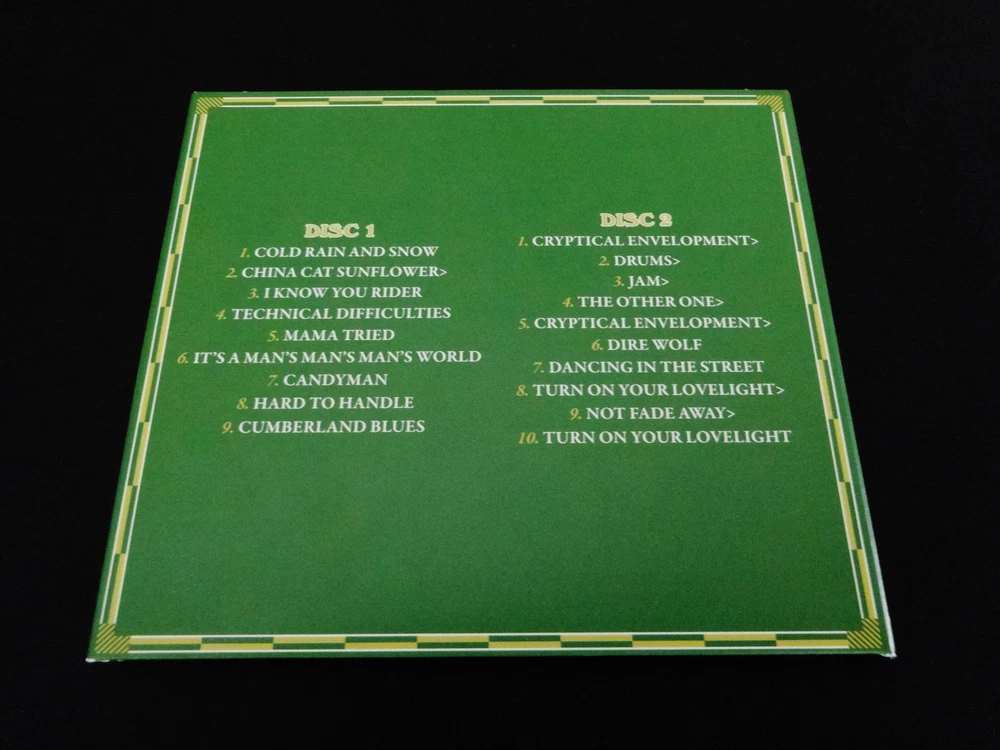 DISC 1
1. COLD RAIN AND SNOW
2. CHINA CAT SUNFLOWER>
3. I KNOW YOU RIDER
4. TECHNICAL DIFFICULTIES
5. MAMA TRIED
6. IT'S A MAN'S MAN'S MAN'S WORLD
7. CANDYMAN
8. HARD TO HANDLE
9. CUMBERLAND BLUES
DISC 2
1. CRYPTICAL ENVELOPMENT>
2. DRUMS>
3. JAM>
4. THE OTHER ONE>
5. CRYPTICAL ENVELOPMENT>
6. DIRE WOLF
7. DANCING IN THE STREET
8. TURN ON YOUR LOVELIGHT>
9. NOT FADE AWAY>
10. TURN ON YOUR LOVELIGHT